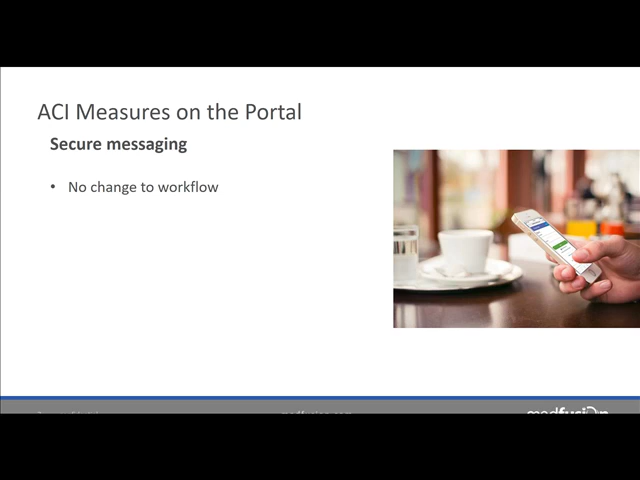 ACI Measures on the Portal
Secure messaging
• No change to workflow
medfusion